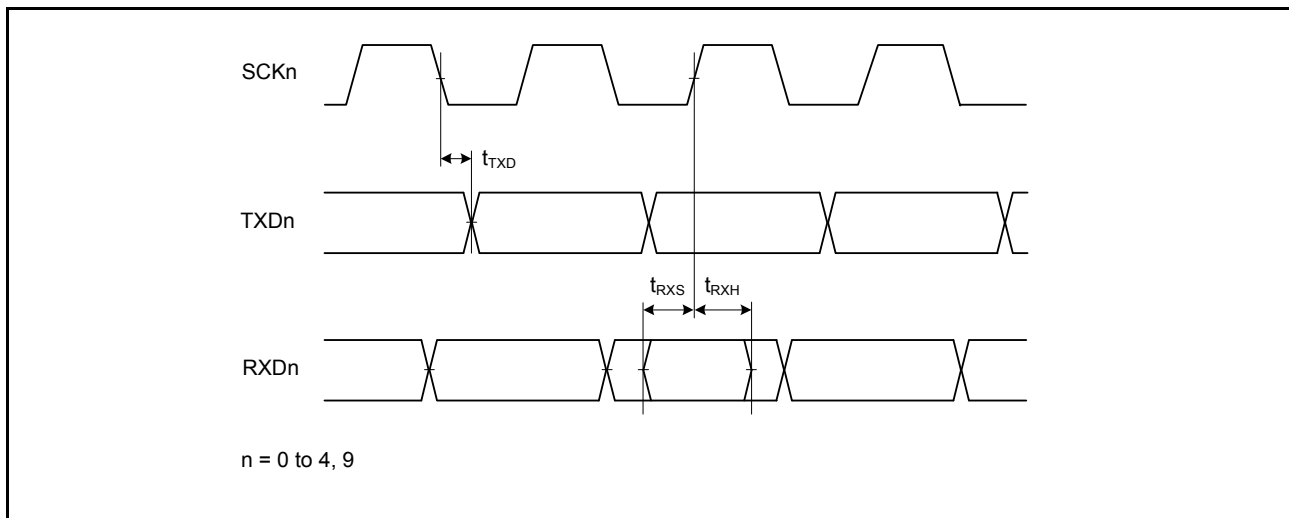 SCKn
tTXD
TXDn
tRXS tRXH
RXDn
n = 0 to 4, 9